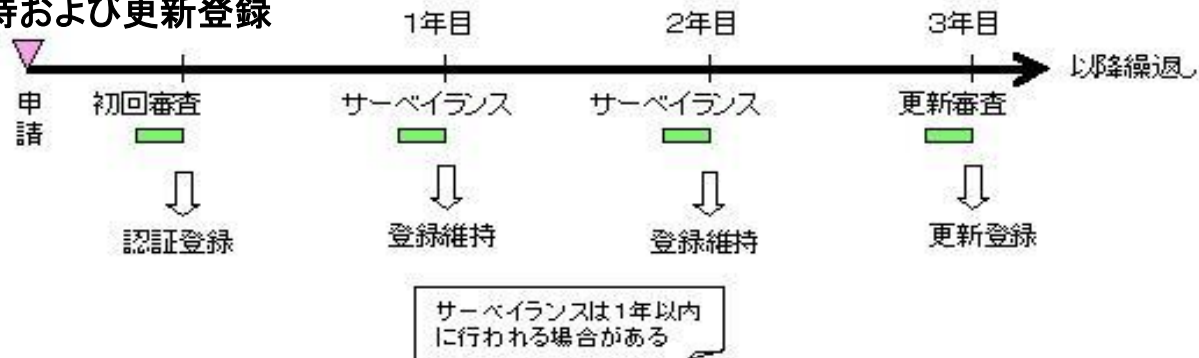 持および更新登録
1年目
2年目
3年目
以降繰返し
申請
初回審査
サーベイランス
サーベイランス
更新審査
認証登録
登録維持
登録維持
更新登録
サーベイランスは1年以内
に行われる場合がある